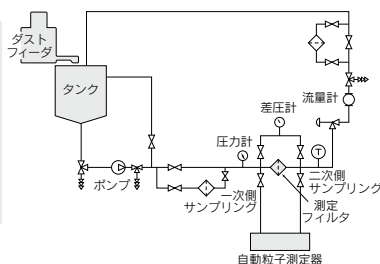 ダスト
フィーダ
タンク
流量計
差圧計
圧力計
T
ポンプ
一次側
サンプリング
二次側
サンプリング
測定
フィルタ
自動粒子測定器